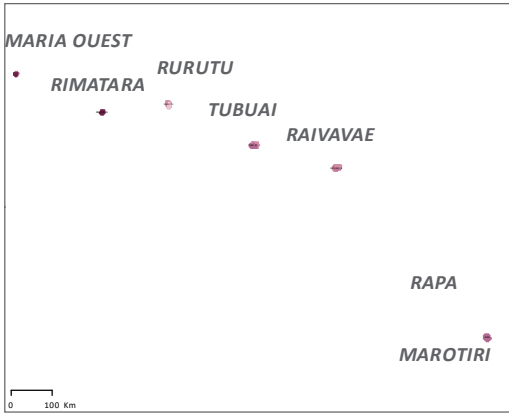 MARIA OUEST
RURUTU
RIMATARA
TUBUAI
RAIVAVAE
RAPA
MAROTIRI
0 100 Km